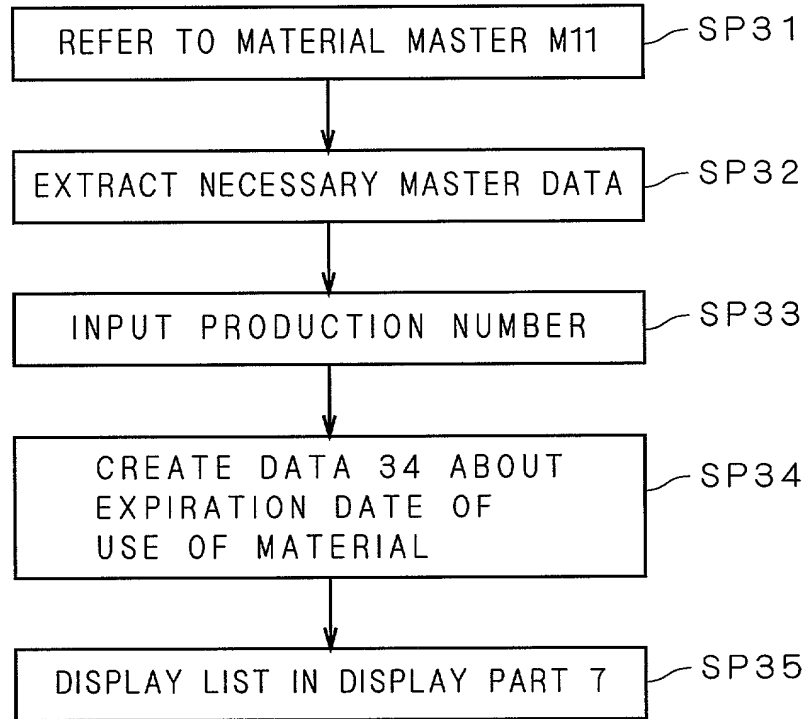 REFER TO MATERIAL MASTER M11
SP31
EXTRACT NECESSARY MASTER DATA
SP32
INPUT PRODUCTION NUMBER
SP33
CREATE DATA 34 ABOUT
EXPIRATION DATE OF
USE OF MATERIAL
SP34
DISPLAY LIST IN DISPLAY PART 7
SP35